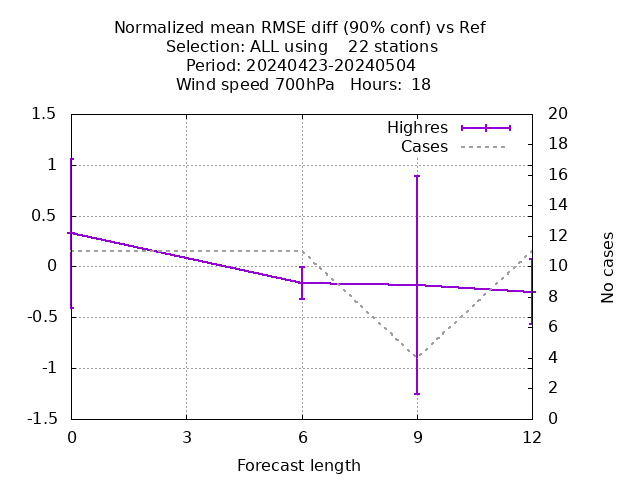 Normalized mean RMSE diff (90% conf) vs Ref
Selection: ALL using    22 stations
Period: 20240423-20240504
Wind speed 700hPa   Hours:  18
Highres
Cases
1.5
1
0.5
0
-0.5
-1
-1.5
20
18
16
14
12
10
8
6
4
2
0
No cases
0 3 6 9 12
Forecast length